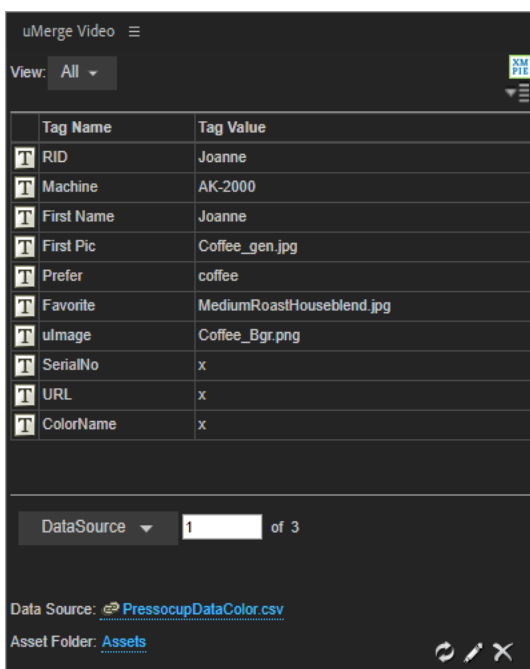 uMerge Video
View: All
XM
PIE
Tag Name Tag Value
T RID Joanne
T Machine AK-2000
T First Name Joanne
T First Pic Coffee_gen.jpg
T Prefer coffee
T Favorite MediumRoastHouseblend.jpg
T uImage Coffee_Bgr.png
T SerialNo x
T URL x
T ColorName x
DataSource 1 of 3
Data Source: PressocupDataColor.csv
Asset Folder: Assets